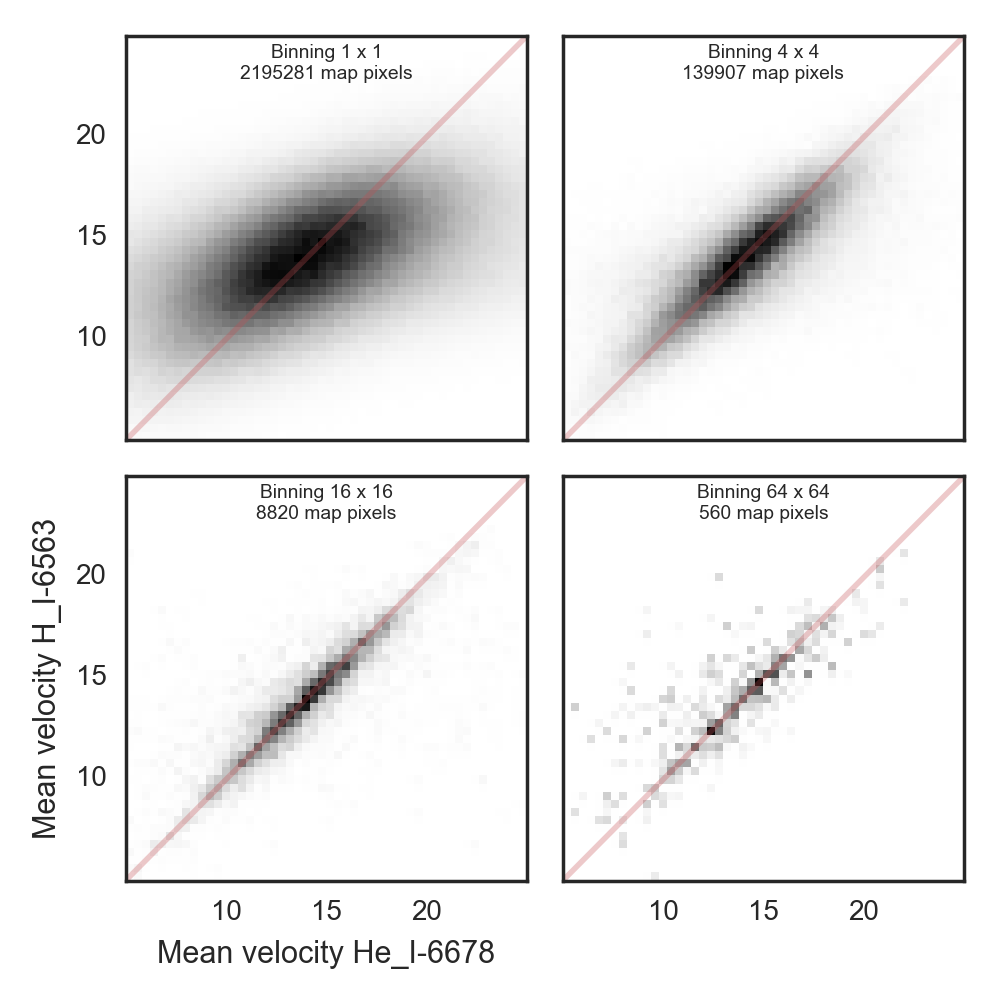 Binning 1 x 1
2195281 map pixels
Binning 4 x 4
139907 map pixels
20
15
10
Binning 16 x 16
8820 map pixels
Binning 64 x 64
560 map pixels
Mean velocity H_I-6563
20
15
10
10 15 20
10 15 20
Mean velocity He_I-6678